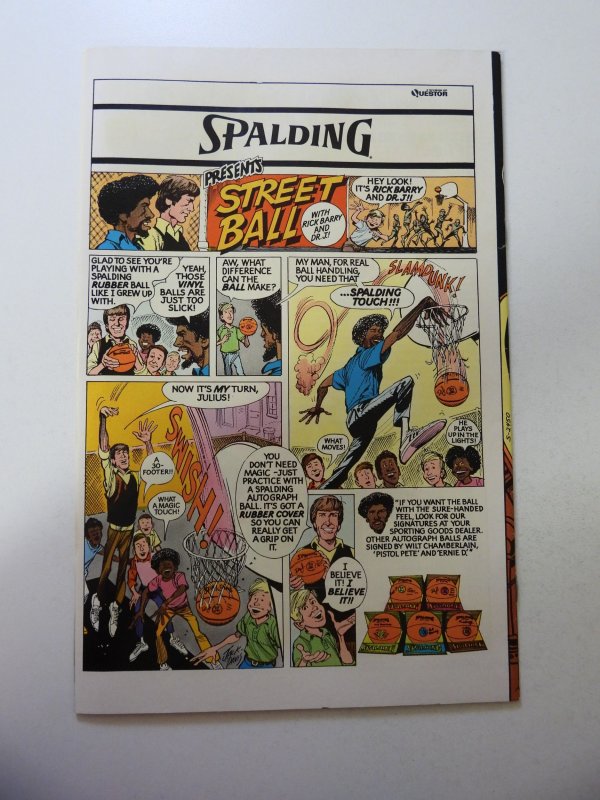 QUESTOR
SPALDING
PRESENTS
STREET
BALL
WITH
RICK BARRY
AND
DR.J!!
HEY LOOK!
IT'S RICK BARRY
AND DR. J!!
GLAD TO SEE YOU'RE
PLAYING WITH A
SPALDING
RUBBER BALL
LIKE I GREW UP
WITH.
YEAH,
THOSE
VINYL
BALLS ARE
JUST TOO
SLICK!
AW, WHAT
DIFFERENCE
CAN THE
BALL MAKE?
MY MAN, FOR REAL
BALL HANDLING,
YOU NEED THAT
...SPALDING
TOUCH!!!
SLAM DUNK!
WHAT
MOVES!
HE
PLAYS
UP IN THE
LIGHTS!
NOW IT'S MY TURN,
JULIUS!
A
30-
FOOTER!!
WHAT
A MAGIC
TOUCH!
SWISH!
YOU
DON'T NEED
MAGIC-JUST
PRACTICE WITH
A SPALDING
AUTOGRAPH
BALL. IT'S GOT A
RUBBER COVER
SO YOU CAN
REALLY GET
A GRIP ON
IT.
JACK
DAVIS
I
BELIEVE
IT! I
BELIEVE
IT!!
"IF YOU WANT THE BALL
WITH THE SURE-HANDED
FEEL, LOOK FOR OUR
SIGNATURES AT YOUR
SPORTING GOODS DEALER.
OTHER AUTOGRAPH BALLS ARE
SIGNED BY WILT CHAMBERLAIN,
'PISTOL PETE' AND 'ERNIE D.'"
S-2450